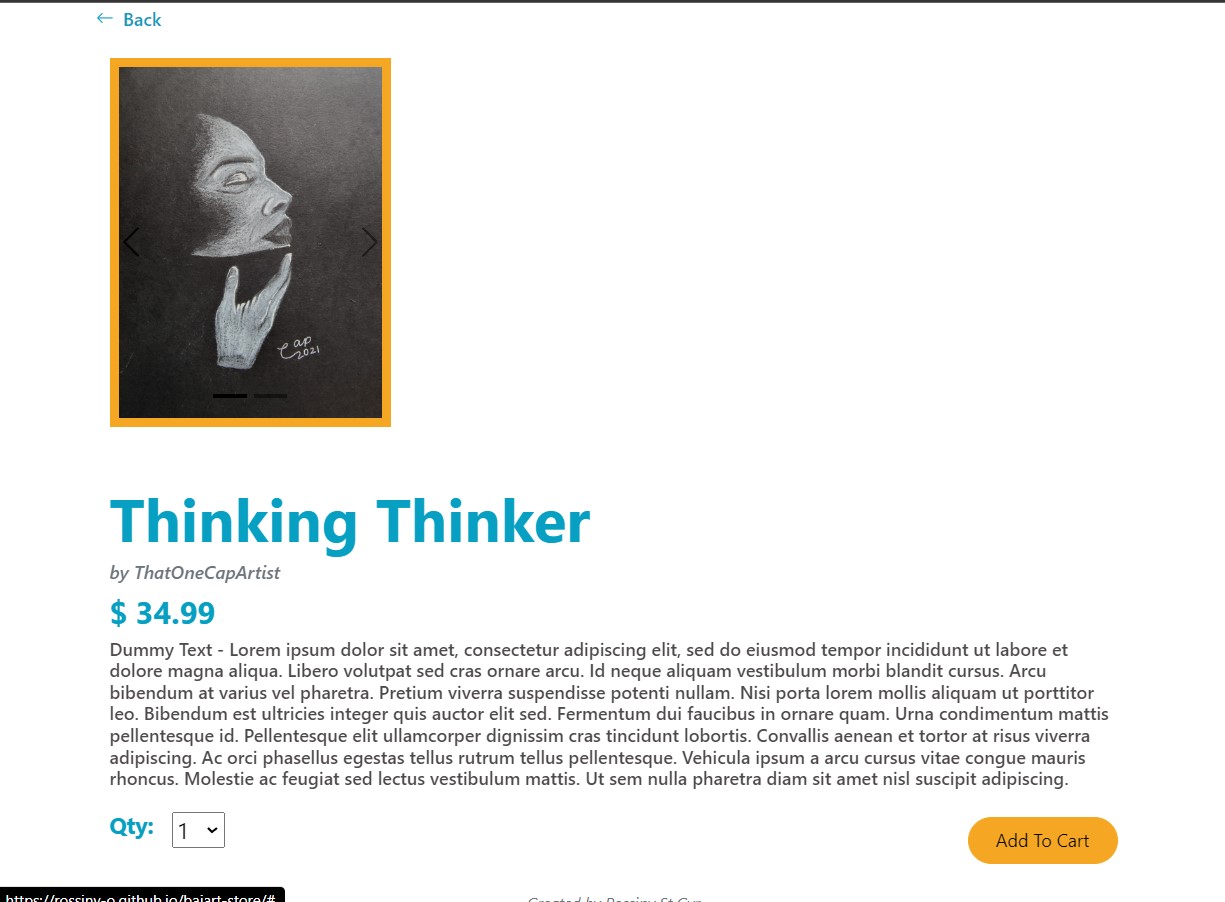 Back
Cap
2021
Thinking Thinker
by ThatOneCapArtist
$ 34.99
Dummy Text - Lorem ipsum dolor sit amet, consectetur adipiscing elit, sed do eiusmod tempor incididunt ut labore et
dolore magna aliqua. Libero volutpat sed cras ornare arcu. Id neque aliquam vestibulum morbi blandit cursus. Arcu
bibendum at varius vel pharetra. Pretium viverra suspendisse potenti nullam. Nisi porta lorem mollis aliquam ut porttitor
leo. Bibendum est ultricies integer quis auctor elit sed. Fermentum dui faucibus in ornare quam. Urna condimentum mattis
pellentesque id. Pellentesque elit ullamcorper dignissim cras tincidunt lobortis. Convallis aenean et tortor at risus viverra
adipiscing. Ac orci phasellus egestas tellus rutrum tellus pellentesque. Vehicula ipsum a arcu cursus vitae congue mauris
rhoncus. Molestie ac feugiat sed lectus vestibulum mattis. Ut sem nulla pharetra diam sit amet nisl suscipit adipiscing.
Qty: 1
Add To Cart
https://rossiny-o.github.io/baiart-store/#
Created by Rossiny St Cyr